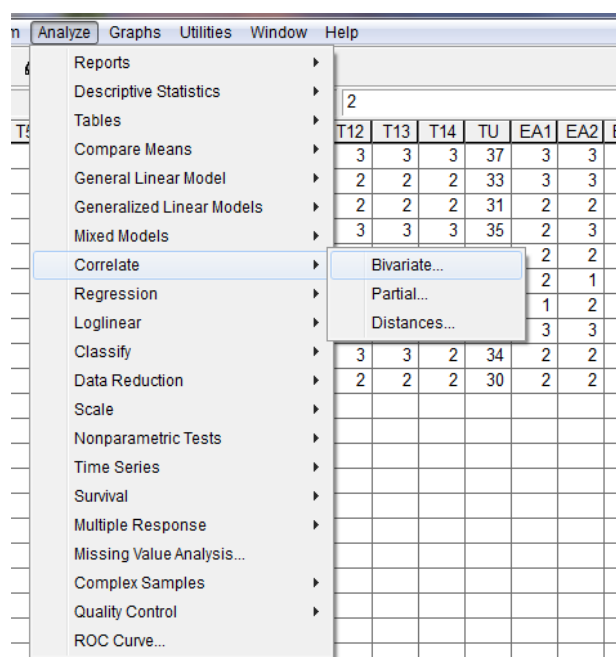 m Analyze Graphs Utilities Window Help
Reports
Descriptive Statistics
2
Tables
T5 T12 T13 T14 TU EA1 EA2
Compare Means
3 3 3 37 3 3
General Linear Model
2 2 2 33 3 3
Generalized Linear Models
2 2 2 31 2 2
Mixed Models
3 3 3 35 2 3
Correlate
Bivariate...
2 2
Regression
Partial...
2 1
Loglinear
Distances...
1 2
3 3
Classify
3 3 2 34 2 2
Data Reduction
2 2 2 30 2 2
Scale
Nonparametric Tests
Time Series
Survival
Multiple Response
Missing Value Analysis...
Complex Samples
Quality Control
ROC Curve...